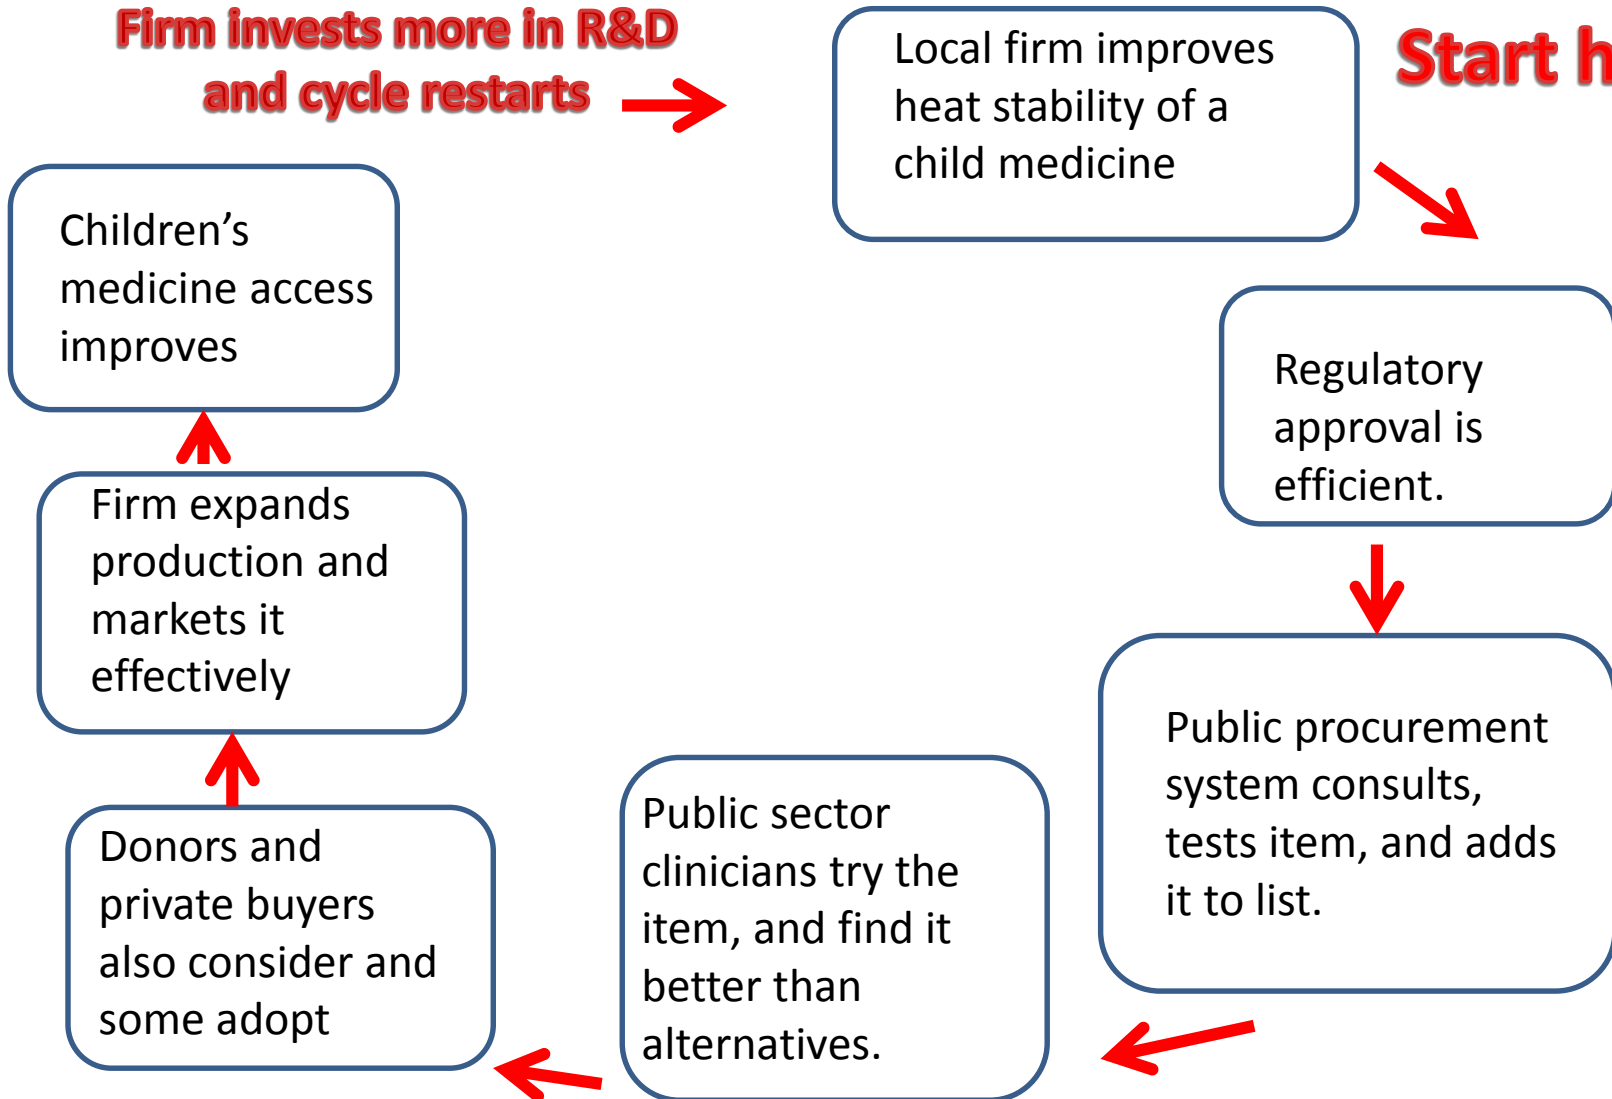 Firm invests more in R&D
and cycle restarts
Local firm improves
heat stability of a
child medicine
Start h
Regulatory
approval is
efficient.
Public procurement
system consults,
tests item, and adds
it to list.
Public sector
clinicians try the
item, and find it
better than
alternatives.
Donors and
private buyers
also consider and
some adopt
Firm expands
production and
markets it
effectively
Children’s
medicine access
improves